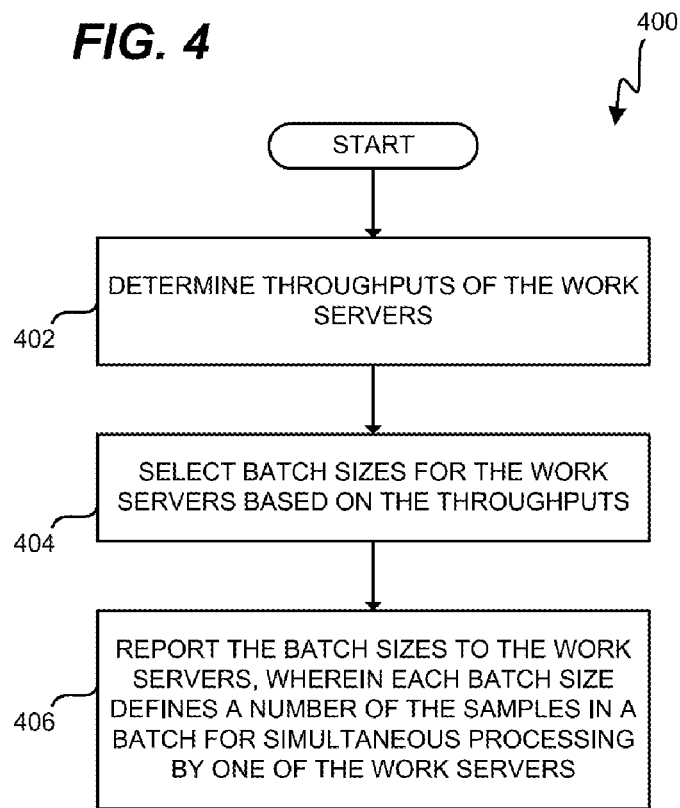 FIG. 4
400
START
DETERMINE THROUGHPUTS OF THE WORK
SERVERS
402
SELECT BATCH SIZES FOR THE WORK
SERVERS BASED ON THE THROUGHPUTS
404
REPORT THE BATCH SIZES TO THE WORK
SERVERS, WHEREIN EACH BATCH SIZE
DEFINES A NUMBER OF THE SAMPLES IN A
BATCH FOR SIMULTANEOUS PROCESSING
BY ONE OF THE WORK SERVERS
406